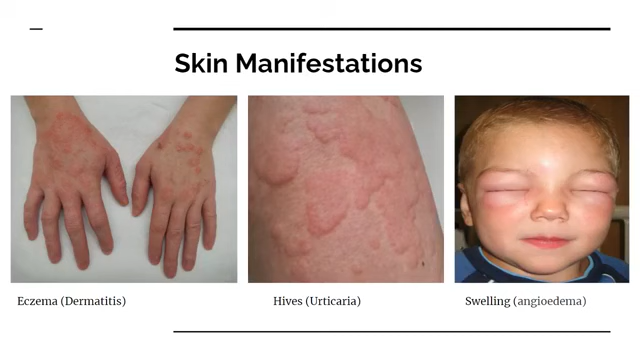 Skin Manifestations
Eczema (Dermatitis)
Hives (Urticaria)
Swelling (angioedema)